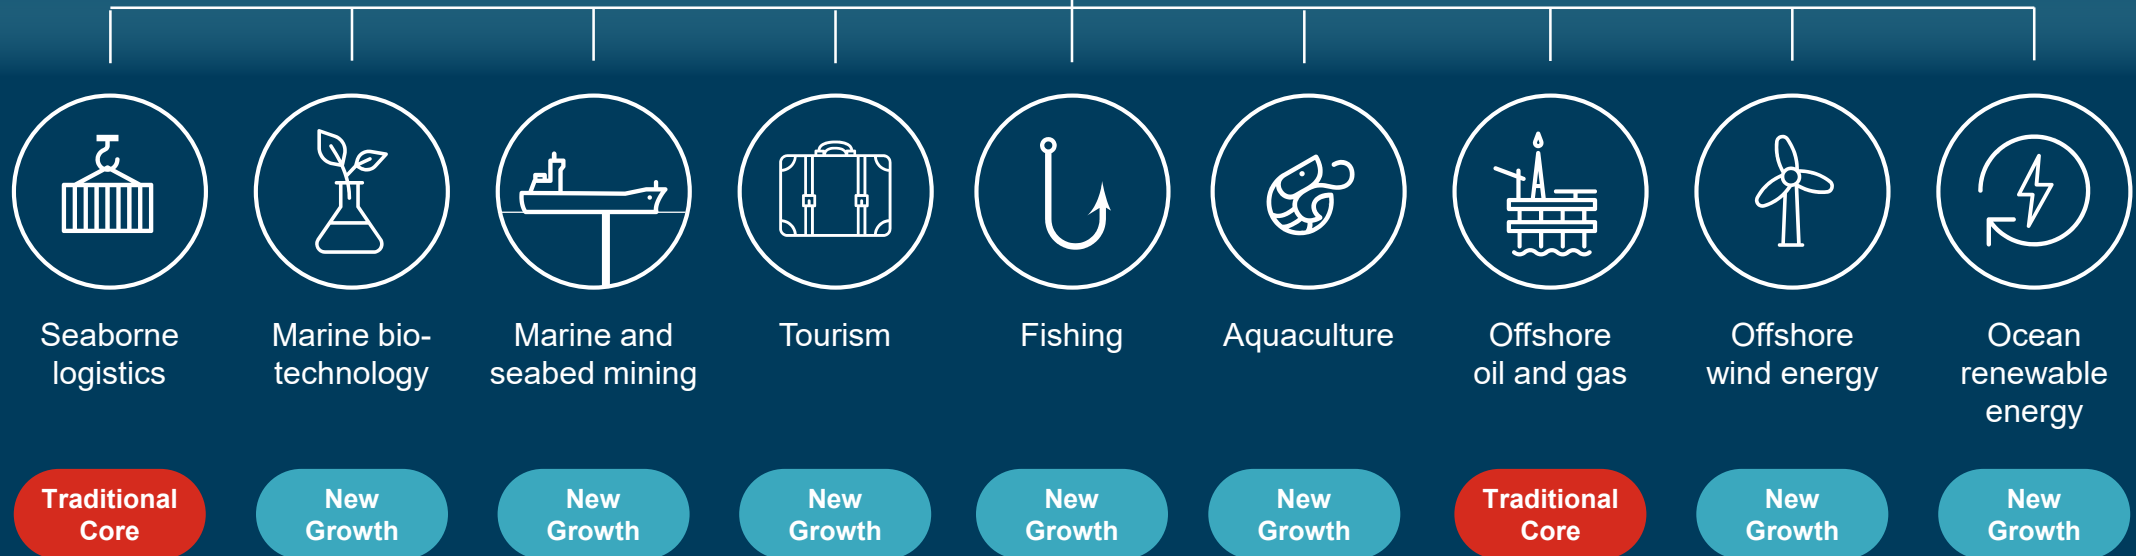 Seaborne
logistics
Marine bio-
technology
Marine and
seabed mining
Tourism
Fishing
Aquaculture
Offshore
oil and gas
Offshore
wind energy
Ocean
renewable
energy
Traditional
Core
New
Growth
New
Growth
New
Growth
New
Growth
New
Growth
Traditional
Core
New
Growth
New
Growth